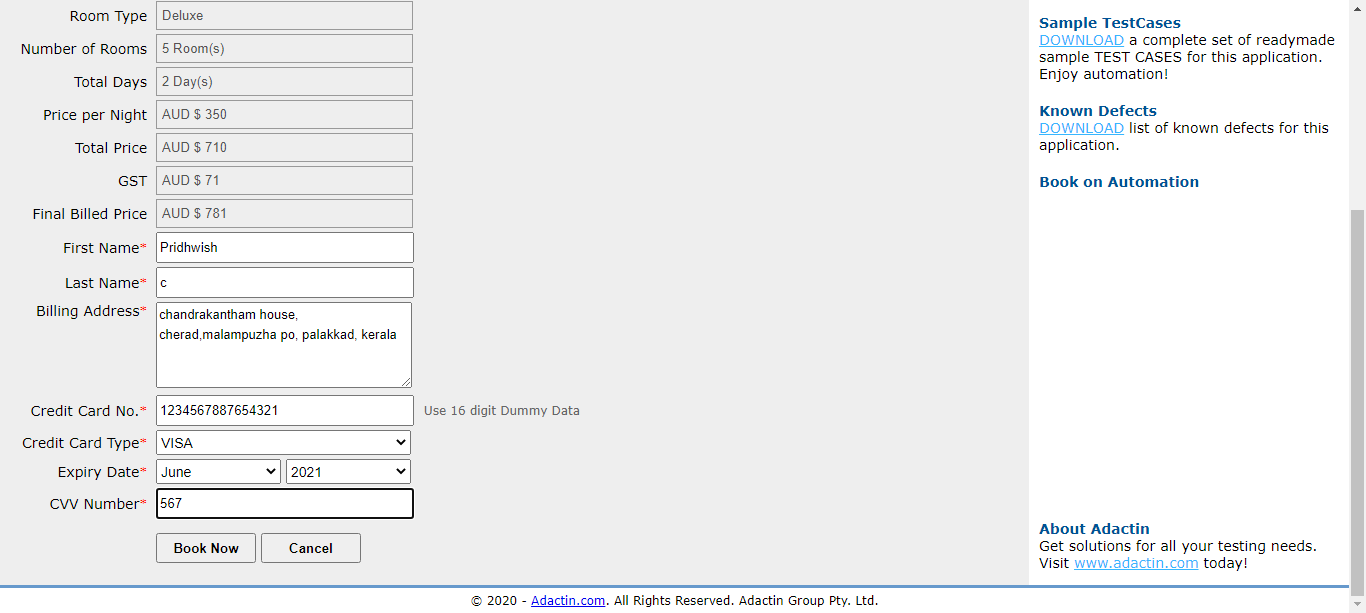 Room Type Deluxe
Number of Rooms 5 Room(s)
Total Days 2 Day(s)
Price per Night AUD $ 350
Total Price AUD $ 710
GST AUD $ 71
Final Billed Price AUD $ 781
First Name* Pridhwish
Last Name* c
Billing Address* chandrakantham house,
cherad,malampuzha po, palakkad, kerala
Credit Card No.* 1234567887654321 Use 16 digit Dummy Data
Credit Card Type* VISA
Expiry Date* June 2021
CVV Number* 567
Book Now Cancel
Sample TestCases
DOWNLOAD a complete set of readymade
sample TEST CASES for this application.
Enjoy automation!
Known Defects
DOWNLOAD list of known defects for this
application.
Book on Automation
About Adactin
Get solutions for all your testing needs.
Visit www.adactin.com today!
© 2020 - Adactin.com. All Rights Reserved. Adactin Group Pty. Ltd.